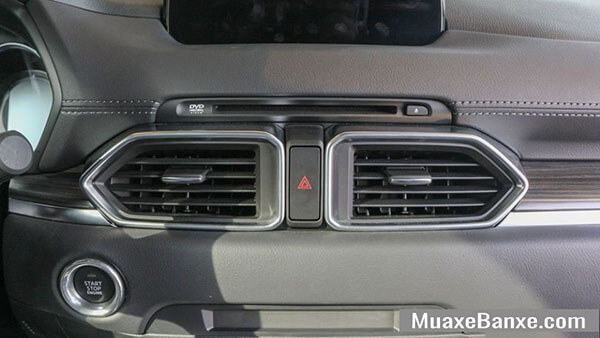 DVD
START
STOP
ENGINE
MuaxeBanxe.com